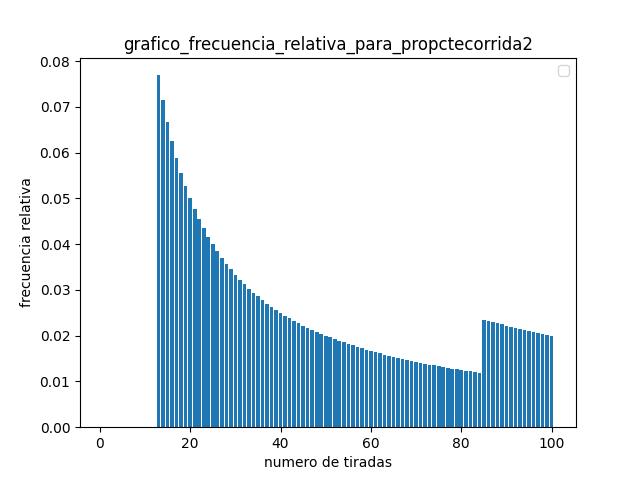 grafico_frecuencia_relativa_para_propctecorrida2
0.08
0.07
0.06
0.05
0.04
0.03
0.02
0.01
0.00
frecuencia relativa
0 20 40 60 80 100
numero de tiradas